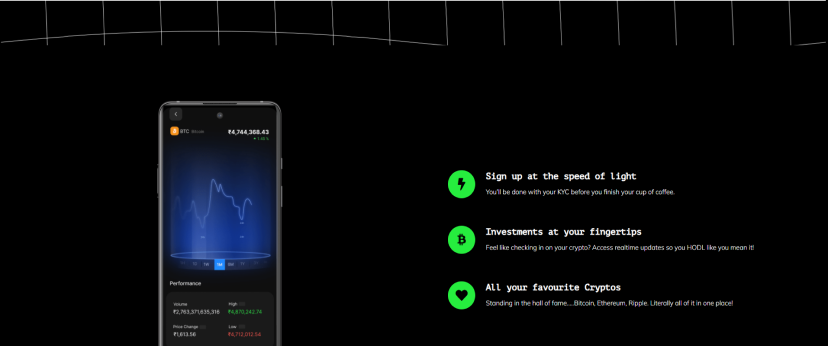 BTC Bitcoin
₹4,744,368.43
1M
Performance
Volume
High
₹2,763,371,635,316
₹4,870,242.74
Price Change
Low
₹1,613.56
₹4,712,012.54
Sign up at the speed of light
You'll be done with your KYC before you finish your cup of coffee.
Investments at your fingertips
Feel like checking in on your crypto? Access realtime updates so you HODL like you mean it!
All your favourite Cryptos
Standing in the hall of fame.....Bitcoin, Ethereum, Ripple. Literally all of it in one place!